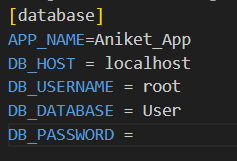 [database]
APP_NAME=Aniket_App
DB_HOST = localhost
DB_USERNAME = root
DB_DATABASE = User
DB_PASSWORD =